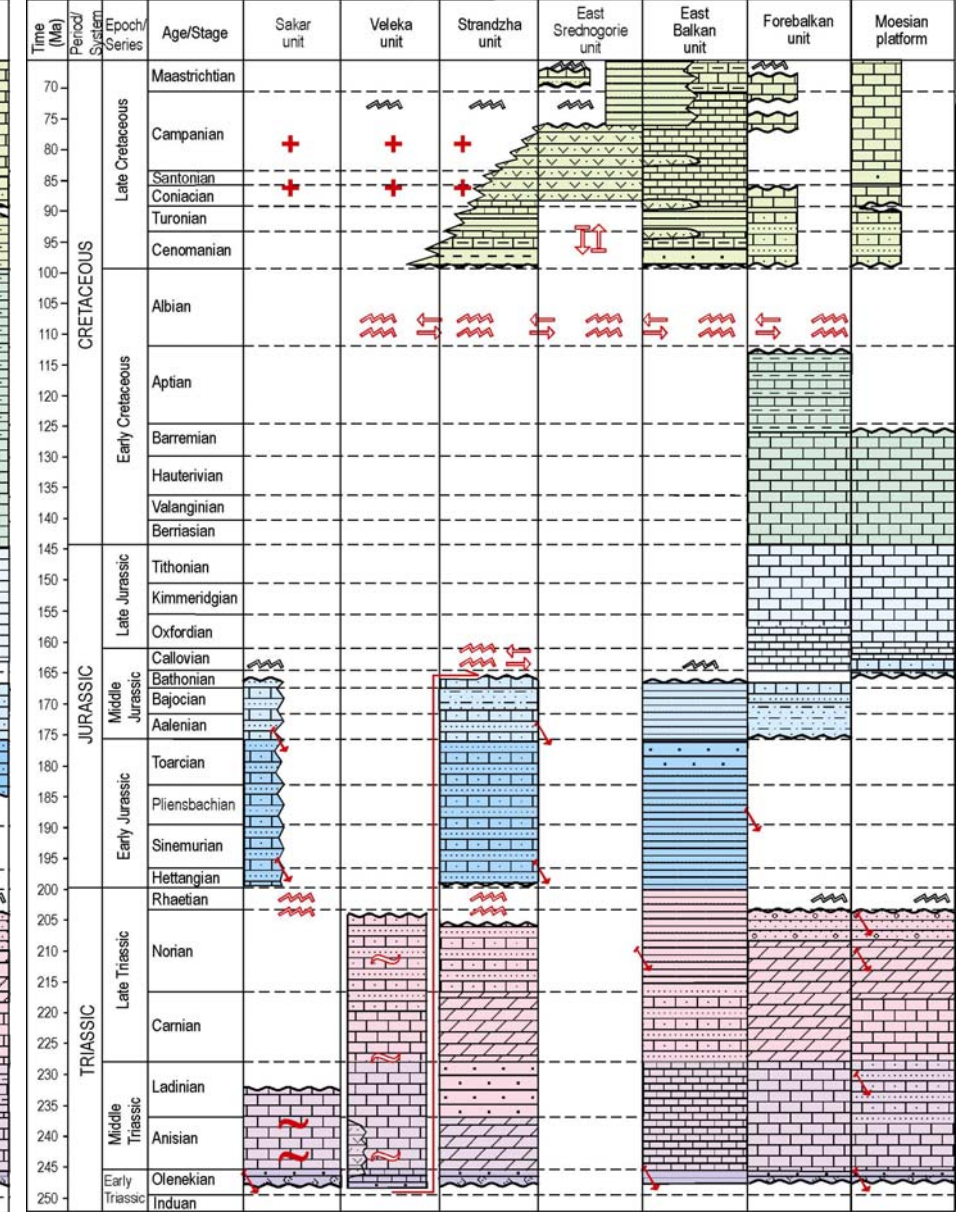 Time
(Ma)
Period/
System
Epoch/
Series
Age/Stage
Sakar
unit
Veleka
unit
Strandzha
unit
East
Srednogorie
unit
East
Balkan
unit
Forebalkan
unit
Moesian
platform
70
75
80
85
90
95
100
105
110
115
120
125
130
135
140
145
150
155
160
165
170
175
180
185
190
195
200
205
210
215
220
225
230
235
240
245
250
CRETACEOUS
JURASSIC
TRIASSIC
Late Cretaceous
Early Cretaceous
Late Jurassic
Middle
Jurassic
Early Jurassic
Late Triassic
Middle
Triassic
Early
Triassic
Maastrichtian
Campanian
Santonian
Coniacian
Turonian
Cenomanian
Albian
Aptian
Barremian
Hauterivian
Valanginian
Berriasian
Tithonian
Kimmeridgian
Oxfordian
Callovian
Bathonian
Bajocian
Aalenian
Toarcian
Pliensbachian
Sinemurian
Hettangian
Rhaetian
Norian
Carnian
Ladinian
Anisian
Olenekian
Induan